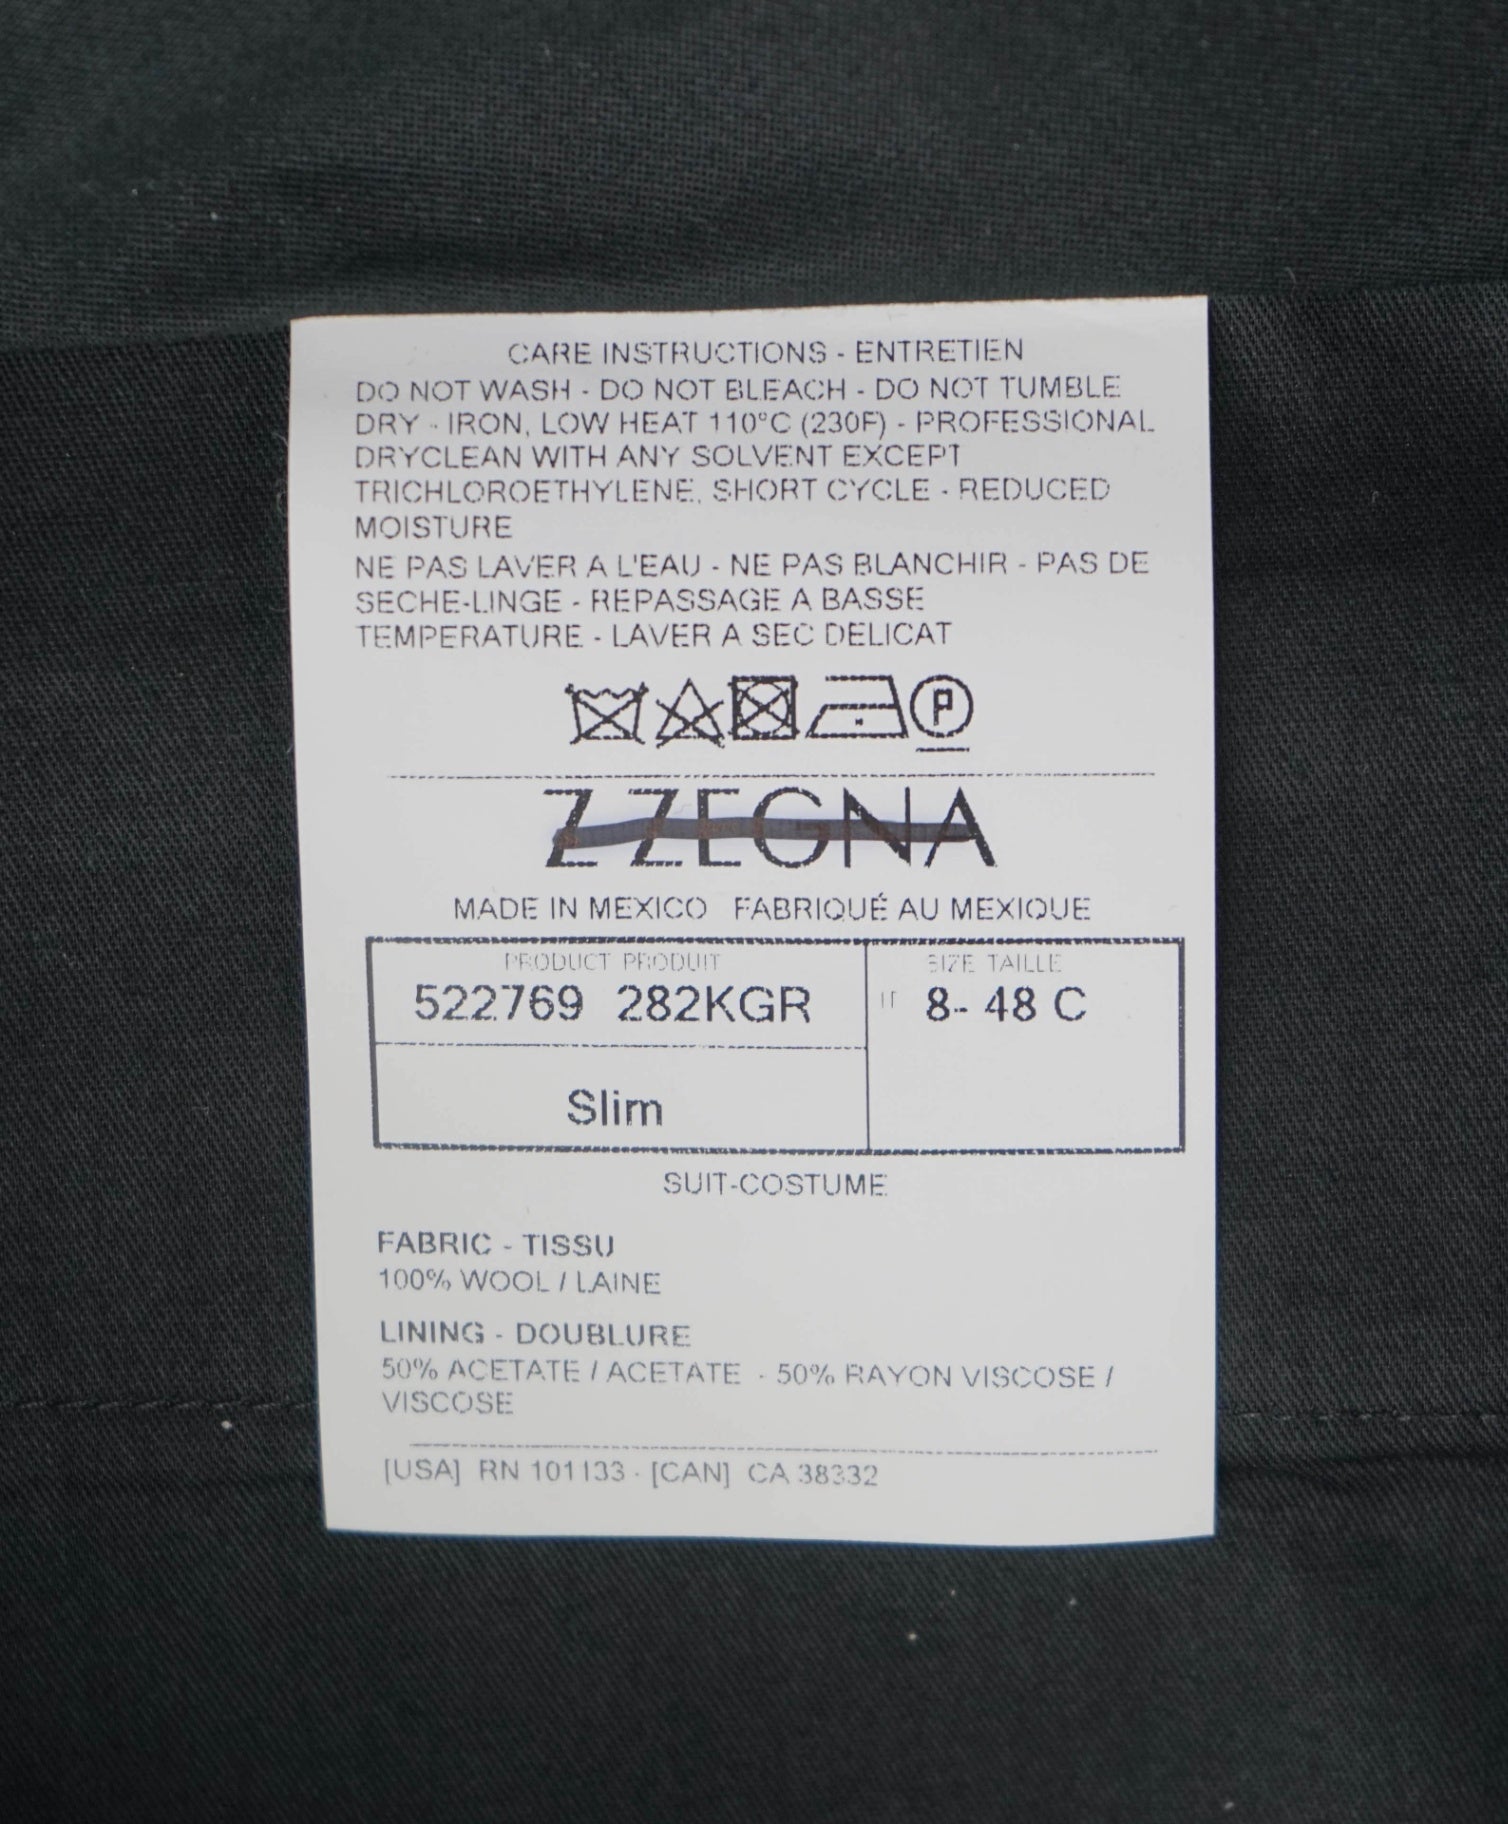 CARE INSTRUCTIONS - ENTRETIEN
DO NOT WASH - DO NOT BLEACH - DO NOT TUMBLE
DRY - IRON, LOW HEAT 110°C (230F) - PROFESSIONAL
DRYCLEAN WITH ANY SOLVENT EXCEPT
TRICHLOROETHYLENE, SHORT CYCLE - REDUCED
MOISTURE
NE PAS LAVER A L'EAU - NE PAS BLANCHIR - PAS DE
SECHE-LINGE - REPASSAGE A BASSE
TEMPERATURE - LAVER A SEC DELICAT
P
Z ZEGNA
MADE IN MEXICO FABRIQUÉ AU MEXIQUE
PRODUCT PRODUIT
522769 282KGR
Slim
SIZE TAILLE
IT 8- 48 C
SUIT-COSTUME
FABRIC - TISSU
100% WOOL / LAINE
LINING - DOUBLURE
50% ACETATE / ACETATE - 50% RAYON VISCOSE /
VISCOSE
[USA] RN 101133 - [CAN] CA 38332